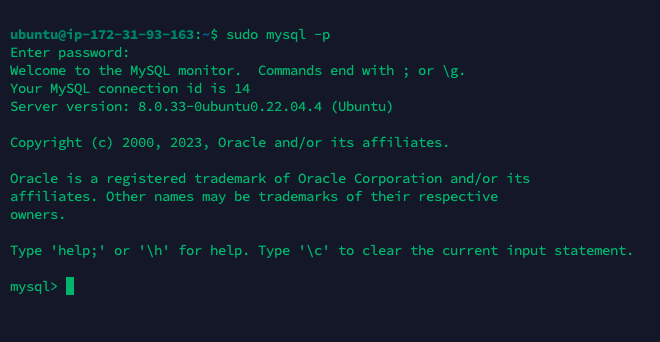 ubuntu@ip-172-31-93-163:~$ sudo mysql -p
Enter password:
Welcome to the MySQL monitor.  Commands end with ; or \g.
Your MySQL connection id is 14
Server version: 8.0.33-0ubuntu0.22.04.4 (Ubuntu)
Copyright (c) 2000, 2023, Oracle and/or its affiliates.
Oracle is a registered trademark of Oracle Corporation and/or its
affiliates. Other names may be trademarks of their respective
owners.
Type 'help;' or '\h' for help. Type '\c' to clear the current input statement.
mysql>